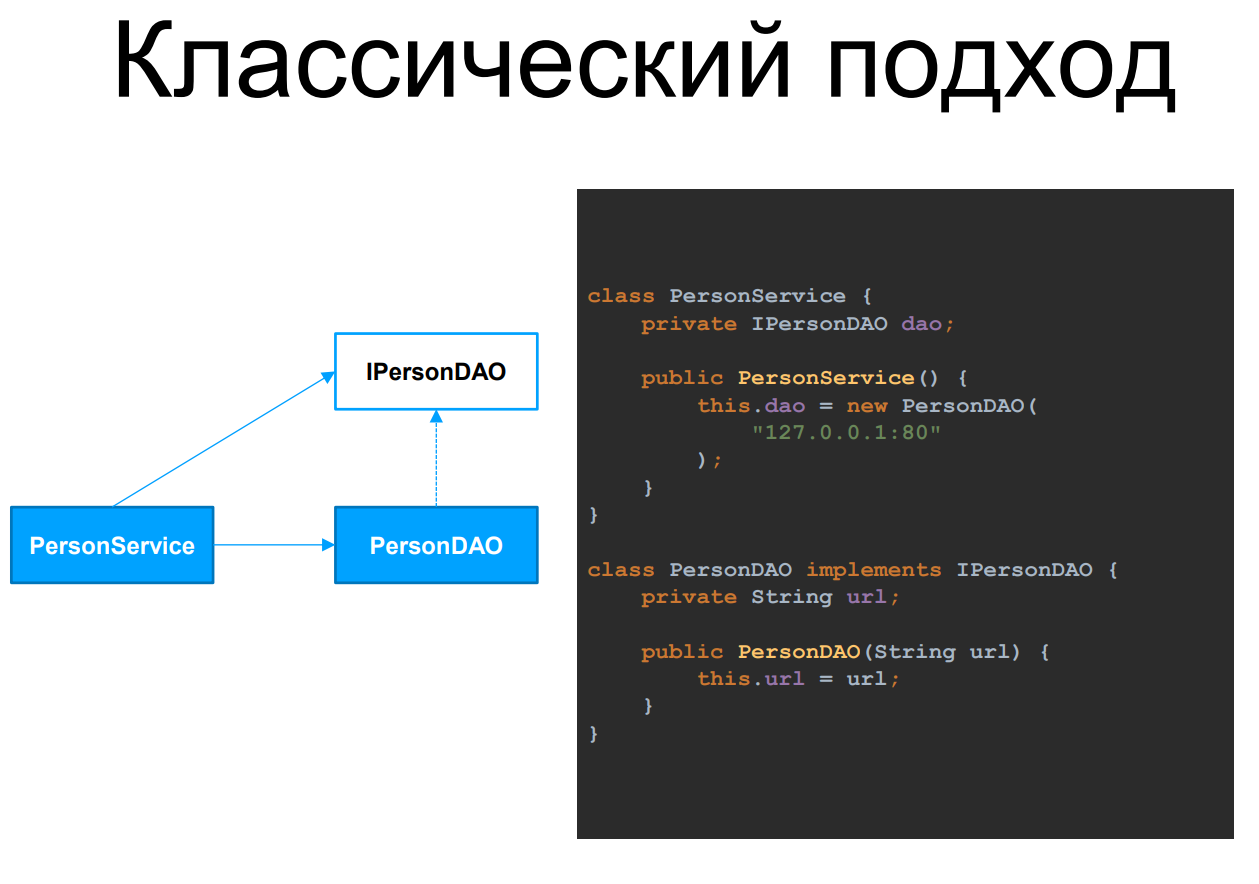 Классический подход
IPersonDAO
PersonService
PersonDAO
class PersonService {
    private IPersonDAO dao;

    public PersonService() {
        this.dao = new PersonDAO(
            "127.0.0.1:80"
        );
    }
}

class PersonDAO implements IPersonDAO {
    private String url;

    public PersonDAO(String url) {
        this.url = url;
    }
}